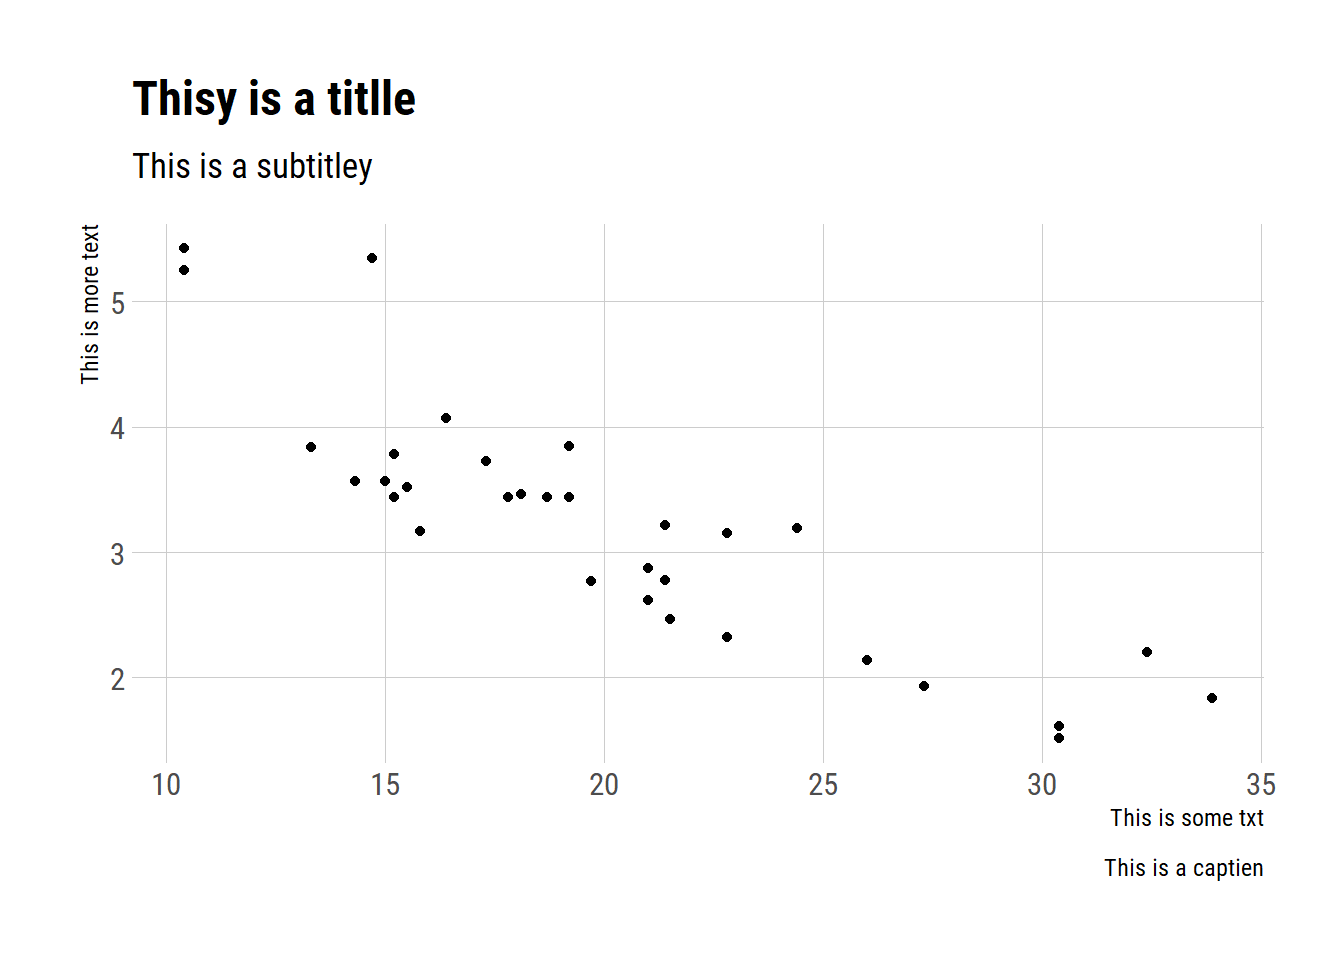 Thisy is a titlle
This is a subtitley
This is more text
5
4
3
2
10 15 20 25 30 35
This is some txt
This is a captien